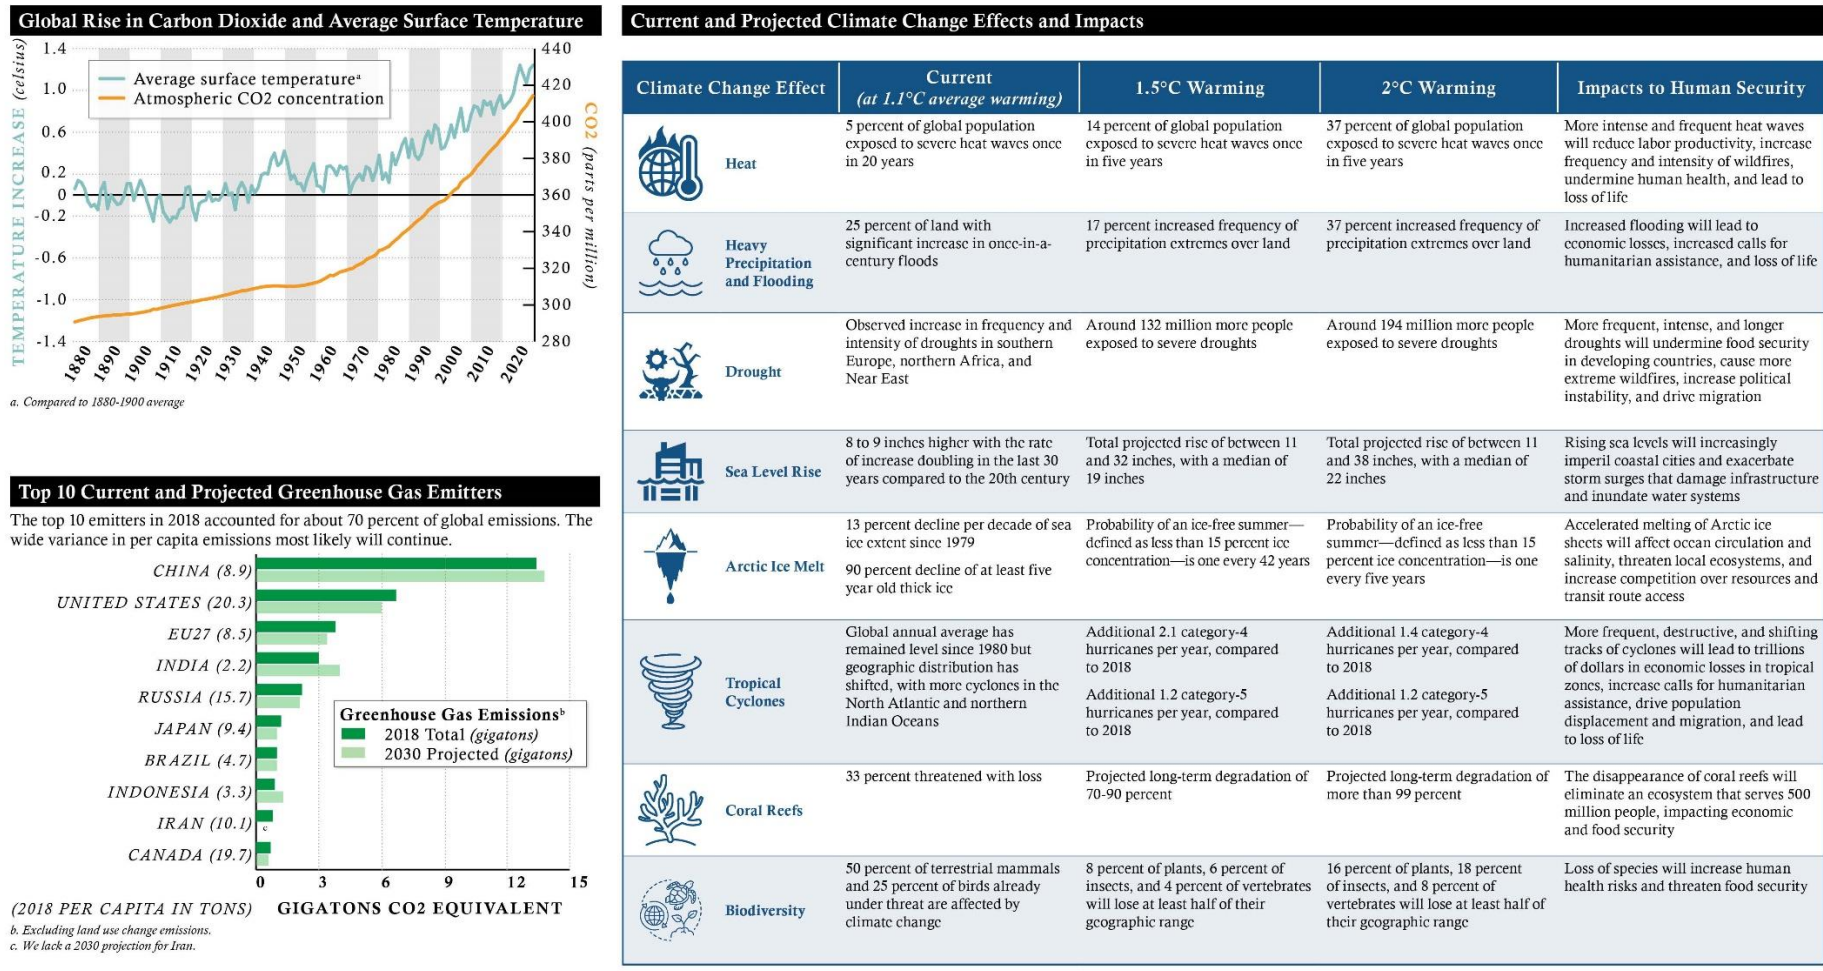 Global Rise in Carbon Dioxide and Average Surface Temperature
TEMPERATURE INCREASE (celsius)
1.4
1.0
0.6
0.2
0
-0.2
-0.6
-1.0
-1.4
Average surface temperatureᵃ
Atmospheric CO2 concentration
440
420
400
380
360
340
320
300
280
CO2 (parts per million)
1880
1890
1900
1910
1920
1930
1940
1950
1960
1970
1980
1990
2000
2010
2020
a. Compared to 1880-1900 average
Top 10 Current and Projected Greenhouse Gas Emitters
The top 10 emitters in 2018 accounted for about 70 percent of global emissions. The
wide variance in per capita emissions most likely will continue.
CHINA (8.9)
UNITED STATES (20.3)
EU27 (8.5)
INDIA (2.2)
RUSSIA (15.7)
JAPAN (9.4)
BRAZIL (4.7)
INDONESIA (3.3)
IRAN (10.1)
c
CANADA (19.7)
Greenhouse Gas Emissionsᵇ
2018 Total (gigatons)
2030 Projected (gigatons)
0
3
6
9
12
15
(2018 PER CAPITA IN TONS)
GIGATONS CO2 EQUIVALENT
b. Excluding land use change emissions.
c. We lack a 2030 projection for Iran.
Current and Projected Climate Change Effects and Impacts
Climate Change Effect
Current
(at 1.1°C average warming)
1.5°C Warming
2°C Warming
Impacts to Human Security
Heat
5 percent of global population
exposed to severe heat waves once
in 20 years
14 percent of global population
exposed to severe heat waves once
in five years
37 percent of global population
exposed to severe heat waves once
in five years
More intense and frequent heat waves
will reduce labor productivity, increase
frequency and intensity of wildfires,
undermine human health, and lead to
loss of life
Heavy
Precipitation
and Flooding
25 percent of land with
significant increase in once-in-a-
century floods
17 percent increased frequency of
precipitation extremes over land
37 percent increased frequency of
precipitation extremes over land
Increased flooding will lead to
economic losses, increased calls for
humanitarian assistance, and loss of life
Drought
Observed increase in frequency and
intensity of droughts in southern
Europe, northern Africa, and
Near East
Around 132 million more people
exposed to severe droughts
Around 194 million more people
exposed to severe droughts
More frequent, intense, and longer
droughts will undermine food security
in developing countries, cause more
extreme wildfires, increase political
instability, and drive migration
Sea Level Rise
8 to 9 inches higher with the rate
of increase doubling in the last 30
years compared to the 20th century
Total projected rise of between 11
and 32 inches, with a median of
19 inches
Total projected rise of between 11
and 38 inches, with a median of
22 inches
Rising sea levels will increasingly
imperil coastal cities and exacerbate
storm surges that damage infrastructure
and inundate water systems
Arctic Ice Melt
13 percent decline per decade of sea
ice extent since 1979
90 percent decline of at least five
year old thick ice
Probability of an ice-free summer—
defined as less than 15 percent ice
concentration—is one every 42 years
Probability of an ice-free
summer—defined as less than 15
percent ice concentration—is one
every five years
Accelerated melting of Arctic ice
sheets will affect ocean circulation and
salinity, threaten local ecosystems, and
increase competition over resources and
transit route access
Tropical
Cyclones
Global annual average has
remained level since 1980 but
geographic distribution has
shifted, with more cyclones in the
North Atlantic and northern
Indian Oceans
Additional 2.1 category-4
hurricanes per year, compared
to 2018
Additional 1.2 category-5
hurricanes per year, compared
to 2018
Additional 1.4 category-4
hurricanes per year, compared
to 2018
Additional 1.2 category-5
hurricanes per year, compared
to 2018
More frequent, destructive, and shifting
tracks of cyclones will lead to trillions
of dollars in economic losses in tropical
zones, increase calls for humanitarian
assistance, drive population
displacement and migration, and lead
to loss of life
Coral Reefs
33 percent threatened with loss
Projected long-term degradation of
70-90 percent
Projected long-term degradation of
more than 99 percent
The disappearance of coral reefs will
eliminate an ecosystem that serves 500
million people, impacting economic
and food security
Biodiversity
50 percent of terrestrial mammals
and 25 percent of birds already
under threat are affected by
climate change
8 percent of plants, 6 percent of
insects, and 4 percent of vertebrates
will lose at least half of their
geographic range
16 percent of plants, 18 percent
of insects, and 8 percent of
vertebrates will lose at least half of
their geographic range
Loss of species will increase human
health risks and threaten food security